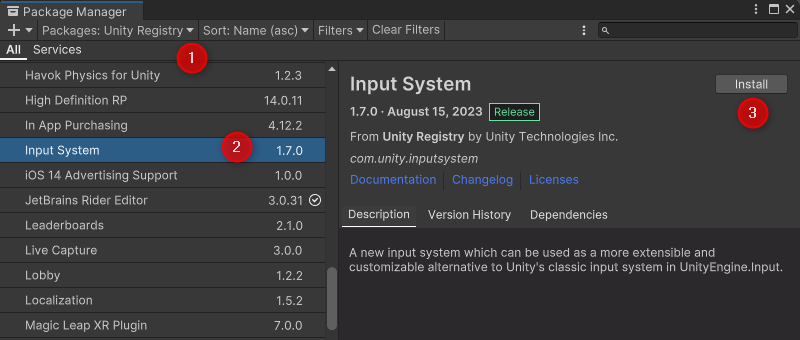 Package Manager
Packages: Unity Registry Sort: Name (asc) Filters Clear Filters
All Services
1
Havok Physics for Unity 1.2.3
High Definition RP 14.0.11
In App Purchasing 4.12.2
Input System 1.7.0
2
iOS 14 Advertising Support 1.0.0
JetBrains Rider Editor 3.0.31
Leaderboards 2.1.0
Live Capture 3.0.0
Lobby 1.2.2
Localization 1.5.2
Magic Leap XR Plugin 7.0.0
Input System
Install
3
1.7.0 · August 15, 2023 Release
From Unity Registry by Unity Technologies Inc.
com.unity.inputsystem
Documentation Changelog Licenses
Description Version History Dependencies
A new input system which can be used as a more extensible and
customizable alternative to Unity's classic input system in UnityEngine.Input.